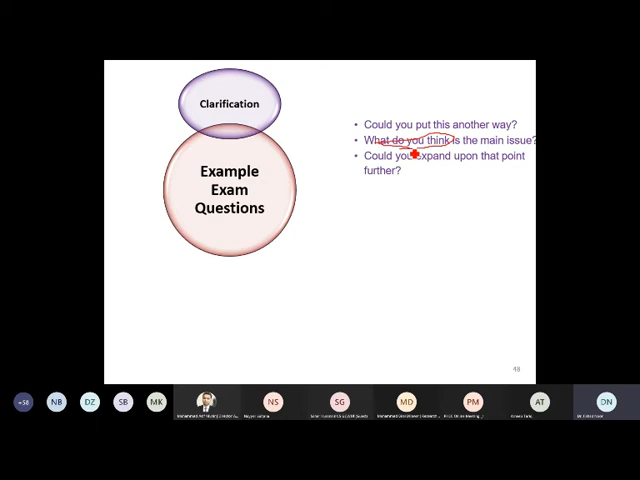 Clarification
Example
Exam
Questions
• Could you put this another way?
• What do you think is the main issue?
• Could you expand upon that point
further?
48
+58
NB
DZ
SB
MK
NS
SG
MD
PM
AT
DN